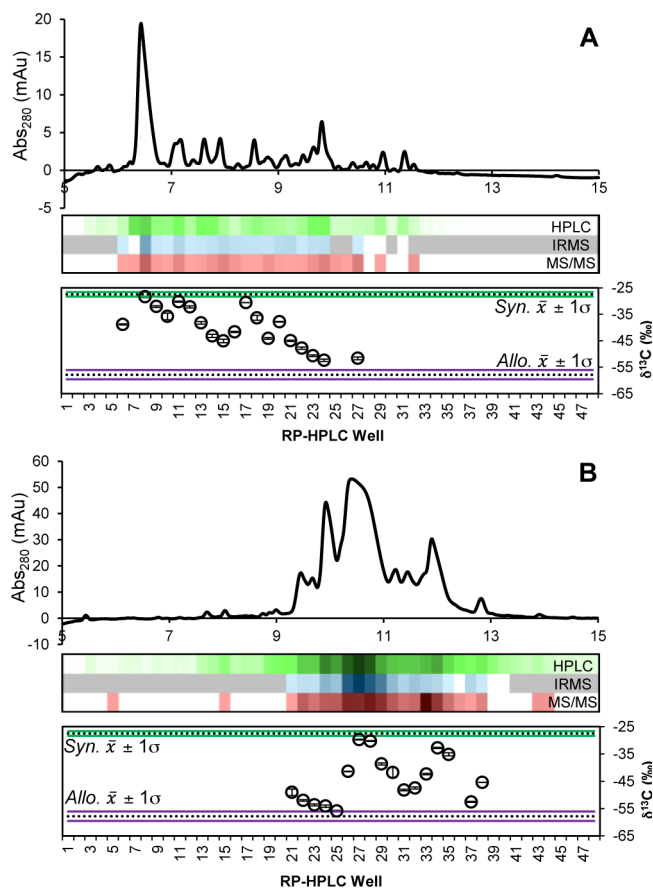 A
Abs280 (mAu)
20
15
10
5
0
-5
5 7 9 11 13 15
HPLC
IRMS
MS/MS
Syn. x̄ ± 1σ
Allo. x̄ ± 1σ
-25
-35
-45
-55
-65
δ13C (‰)
1 3 5 7 9 11 13 15 17 19 21 23 25 27 29 31 33 35 37 39 41 43 45 47
RP-HPLC Well
B
Abs280 (mAu)
60
50
40
30
20
10
0
-10
5 7 9 11 13 15
HPLC
IRMS
MS/MS
Syn. x̄ ± 1σ
Allo. x̄ ± 1σ
-25
-35
-45
-55
-65
δ13C (‰)
1 3 5 7 9 11 13 15 17 19 21 23 25 27 29 31 33 35 37 39 41 43 45 47
RP-HPLC Well